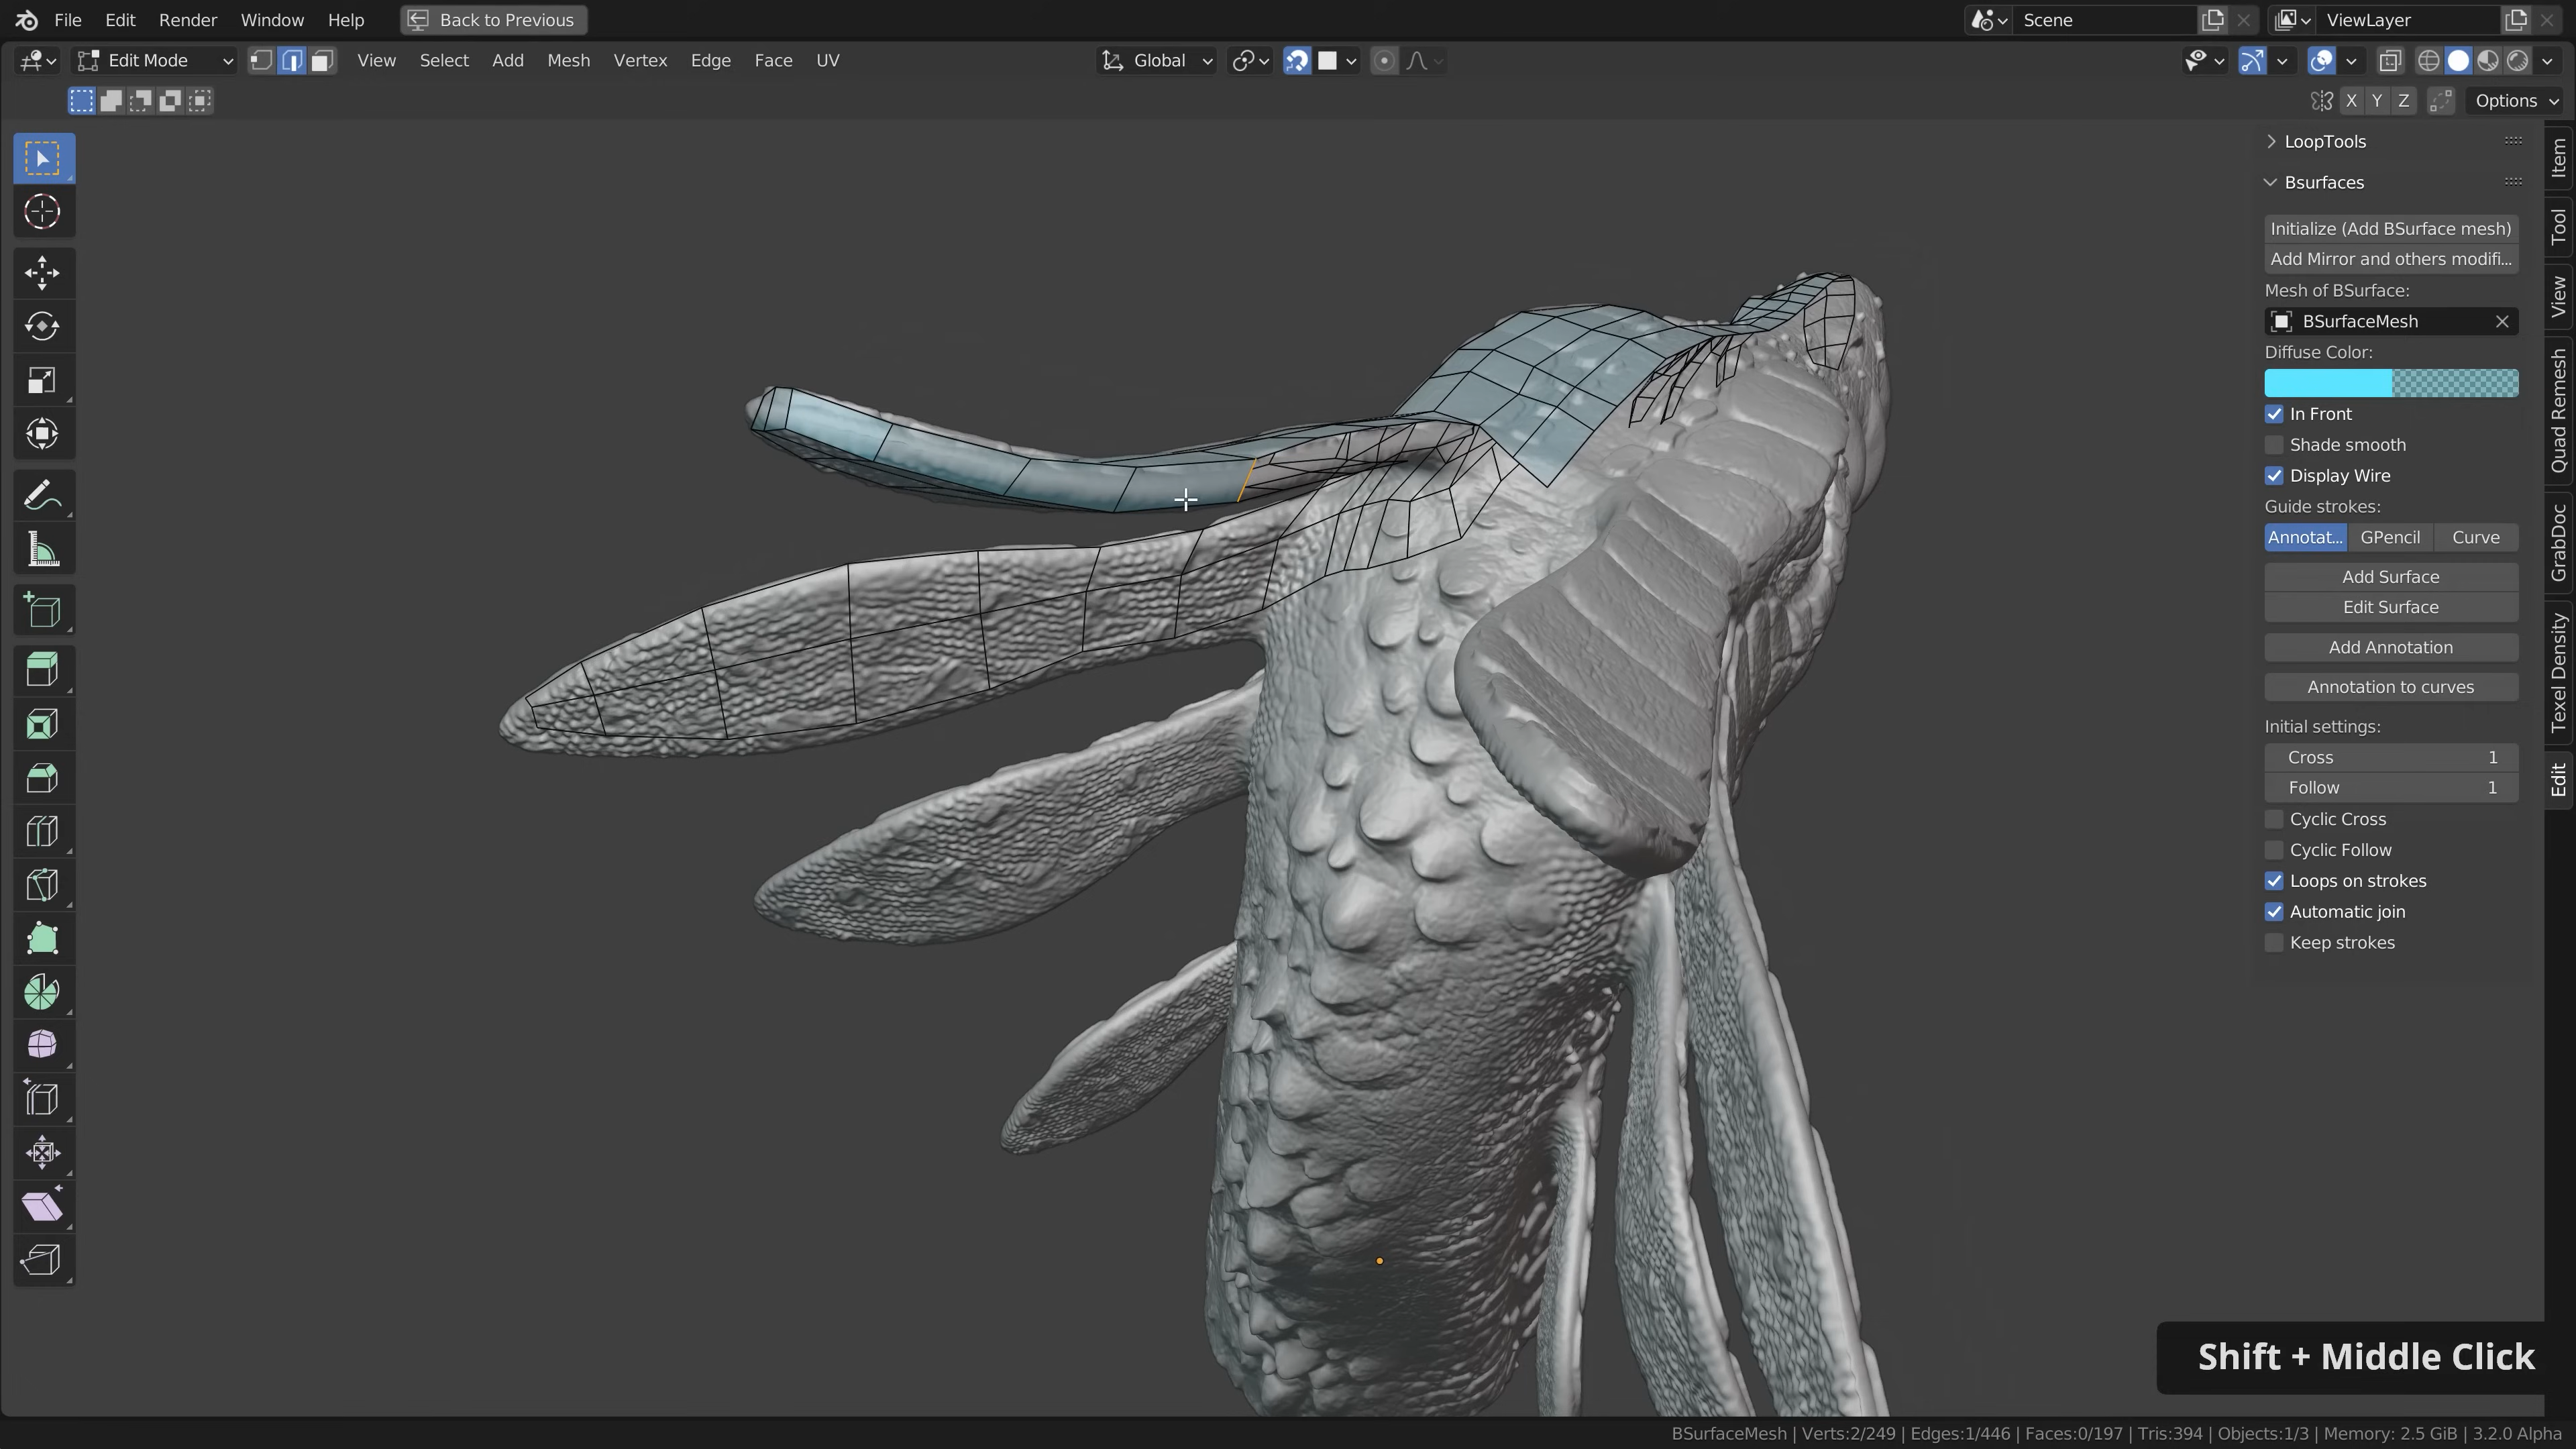 File Edit Render Window Help Back to Previous Scene ViewLayer
Edit Mode View Select Add Mesh Vertex Edge Face UV Global
X Y Z Options
LoopTools
Bsurfaces
Initialize (Add BSurface mesh)
Add Mirror and others modifi...
Mesh of BSurface:
BSurfaceMesh
Diffuse Color:
In Front
Shade smooth
Display Wire
Guide strokes:
Annotat... GPencil Curve
Add Surface
Edit Surface
Add Annotation
Annotation to curves
Initial settings:
Cross 1
Follow 1
Cyclic Cross
Cyclic Follow
Loops on strokes
Automatic join
Keep strokes
Item
Tool
View
Quad Remesh
GrabDoc
Texel Density
Edit
Shift + Middle Click
BSurfaceMesh | Verts:2/249 | Edges:1/446 | Faces:0/197 | Tris:394 | Objects:1/3 | Memory: 2.5 GiB | 3.2.0 Alpha